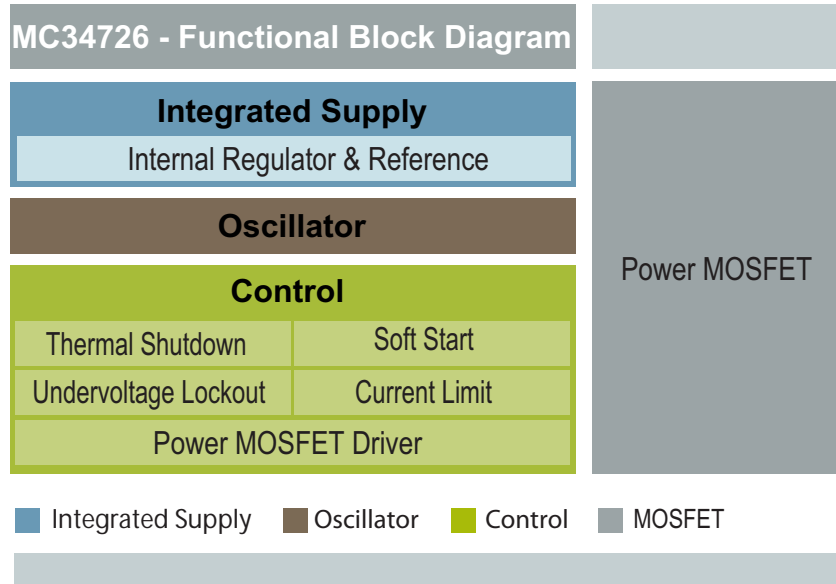 MC34726 - Functional Block Diagram
Integrated Supply
Internal Regulator & Reference
Oscillator
Control
Thermal Shutdown
Soft Start
Undervoltage Lockout
Current Limit
Power MOSFET Driver
Power MOSFET
Integrated Supply
Oscillator
Control
MOSFET